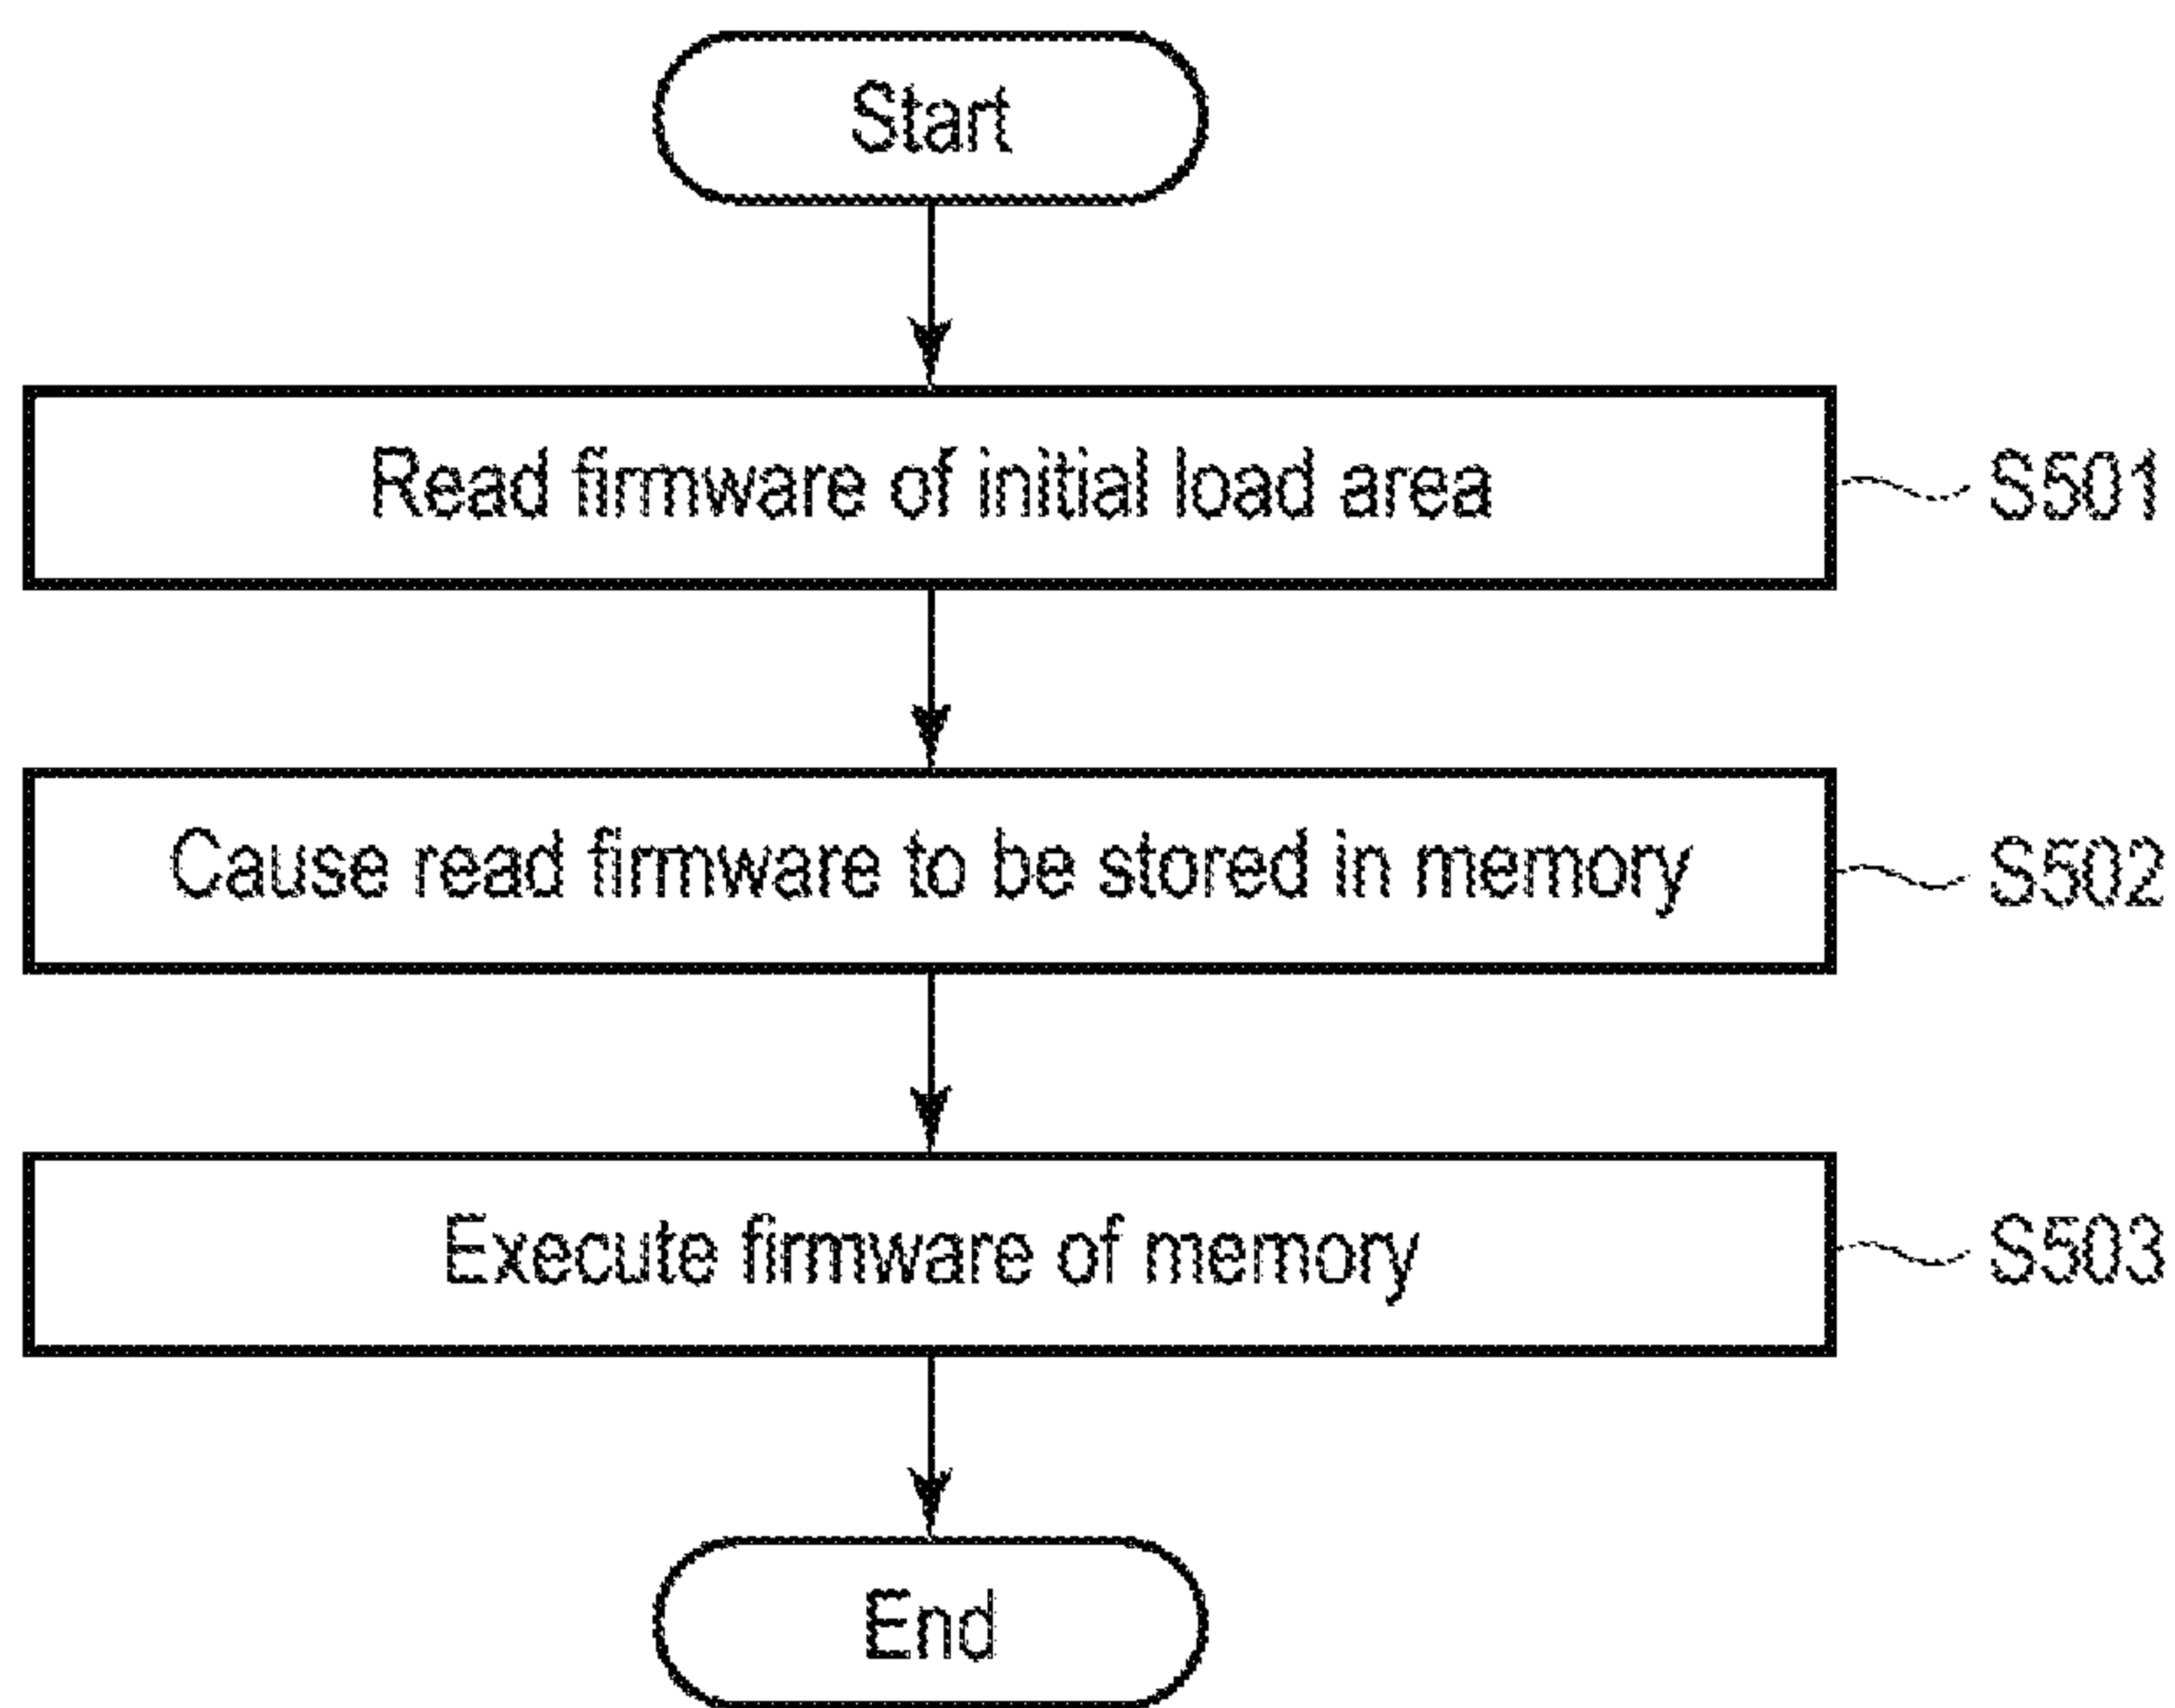 Start
Read firmware of initial load area
S501
Cause read firmware to be stored in memory
S502
Execute firmware of memory
S503
End